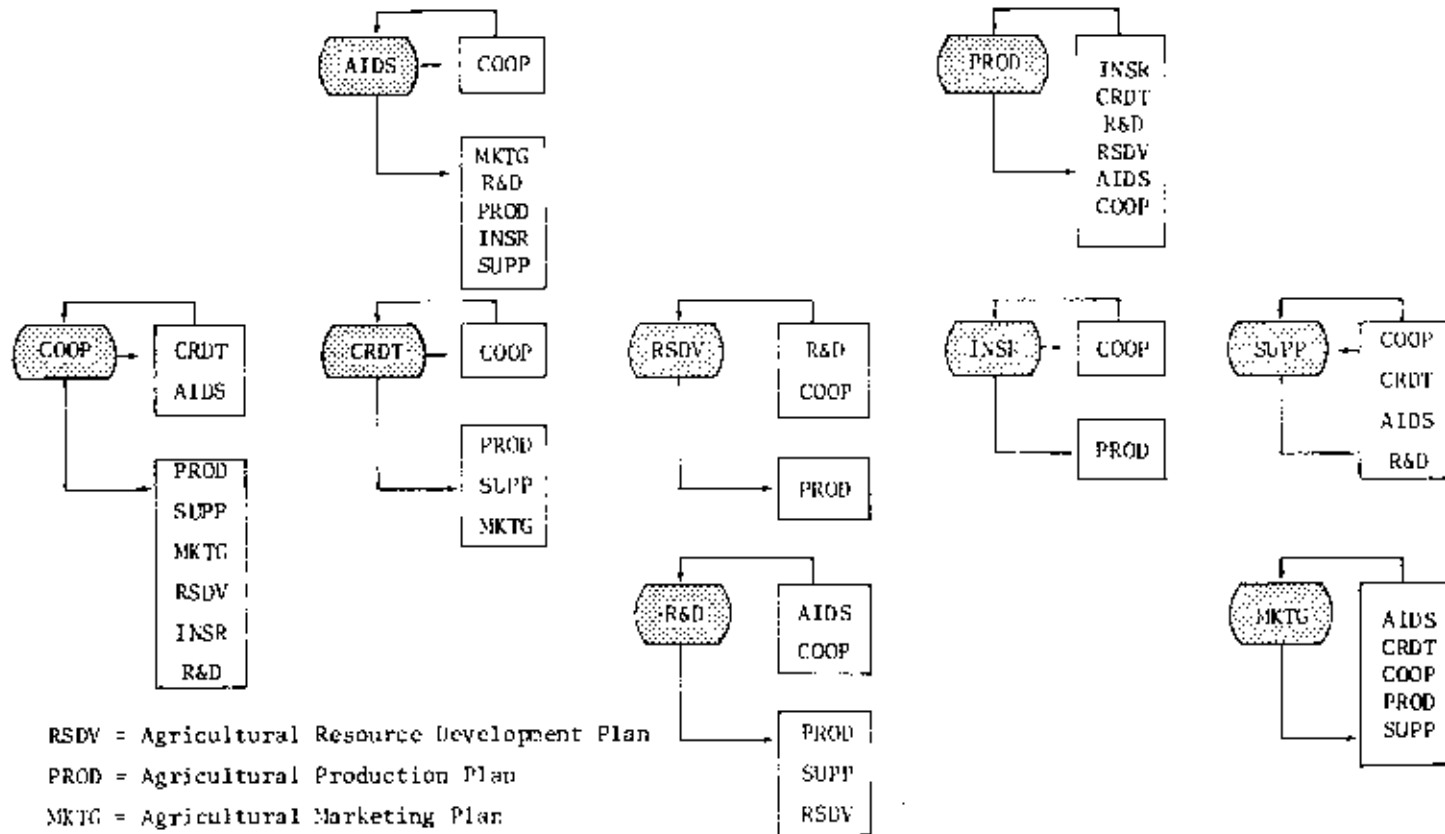 AIDS
COOP
MKTG
R&D
PROD
INSR
SUPP
PROD
INSR
CRDT
R&D
RSDV
AIDS
COOP
COOP
CRDT
AIDS
PROD
SUPP
MKTG
RSDV
INSR
R&D
CRDT
COOP
PROD
SUPP
MKTG
RSDV
R&D
COOP
PROD
INSR
COOP
PROD
SUPP
COOP
CRDT
AIDS
R&D
R&D
AIDS
COOP
PROD
SUPP
RSDV
MKTG
AIDS
CRDT
COOP
PROD
SUPP
RSDV = Agricultural Resource Development Plan
PROD = Agricultural Production Plan
MKTG = Agricultural Marketing Plan